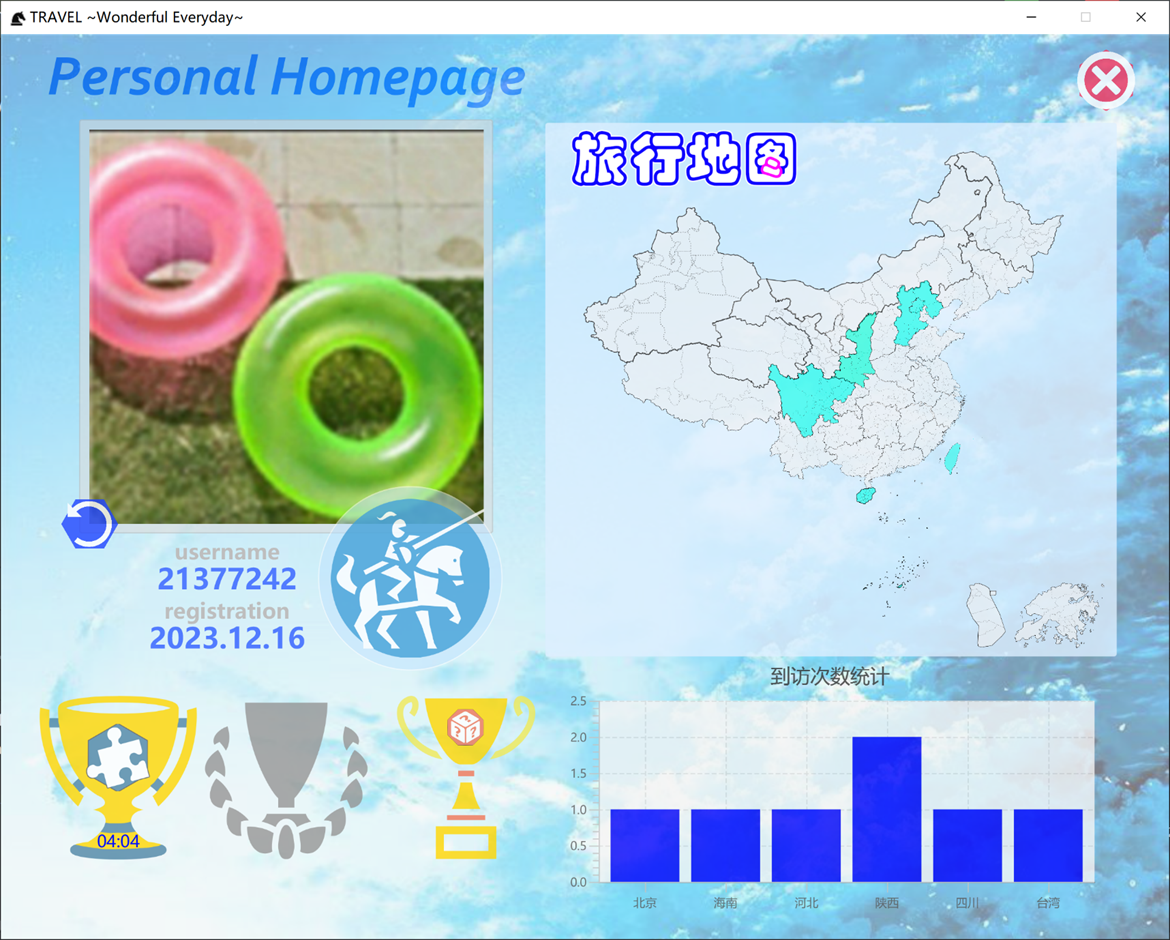 TRAVEL ~Wonderful Everyday~
Personal Homepage
旅行地图
username
21377242
registration
2023.12.16
04:04
? ?
到访次数统计
2.5
2.0
1.5
1.0
0.5
0.0
北京 海南 河北 陕西 四川 台湾